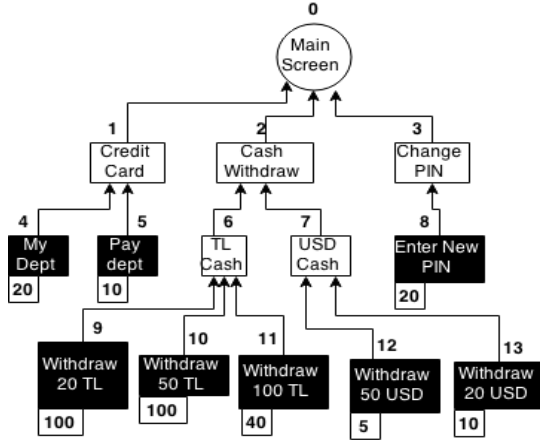 0
Main
Screen
1
2
3
Credit
Card
Cash
Withdraw
Change
PIN
4
5
6
7
8
My
Dept
Pay
dept
TL
Cash
USD
Cash
Enter New
PIN
20
10
20
9
10
11
12
13
Withdraw
20 TL
Withdraw
50 TL
Withdraw
100 TL
Withdraw
50 USD
Withdraw
20 USD
100
100
40
5
10